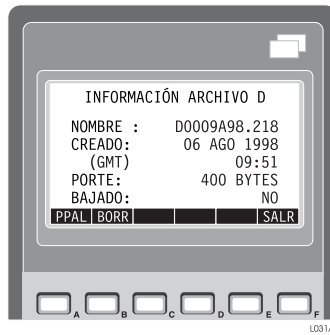 INFORMACIÓN ARCHIVO D
NOMBRE : D0009A98.218
CREADO: 06 AGO 1998
(GMT) 09:51
PORTE: 400 BYTES
BAJADO: NO
PPAL BORR SALR
A B C D E F